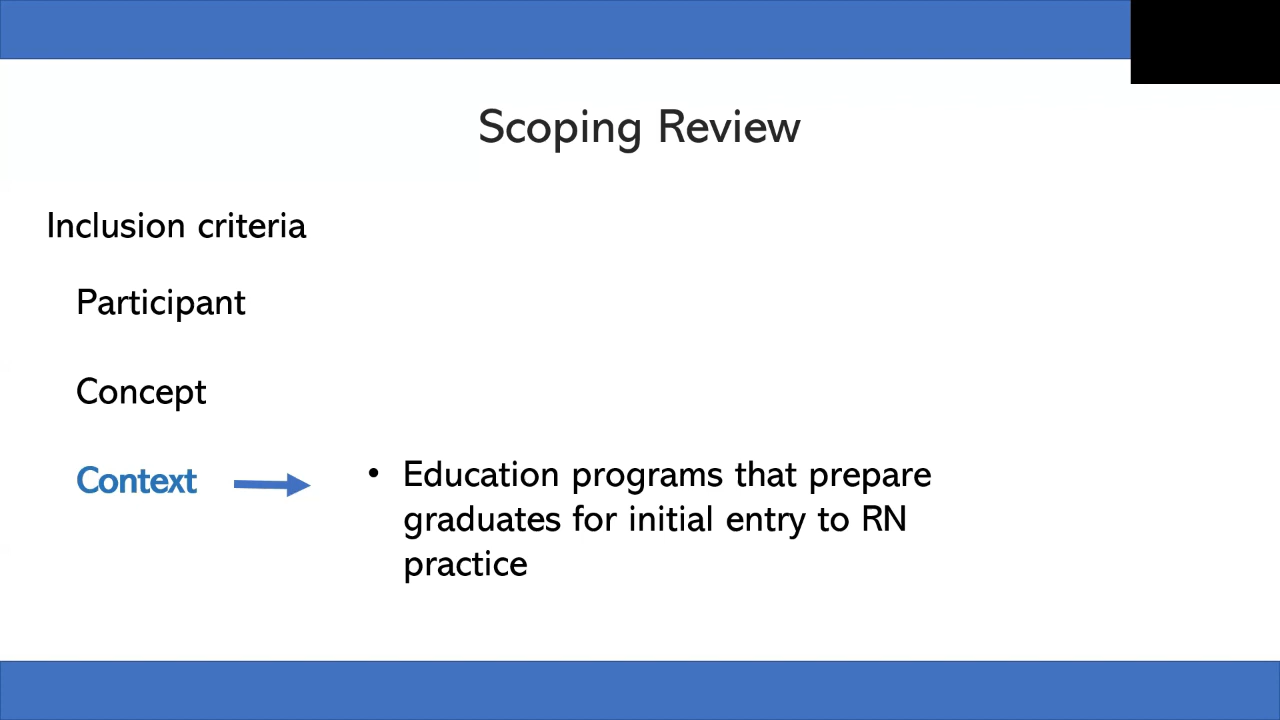 Scoping Review
Inclusion criteria
Participant
Concept
Context
• Education programs that prepare
graduates for initial entry to RN
practice